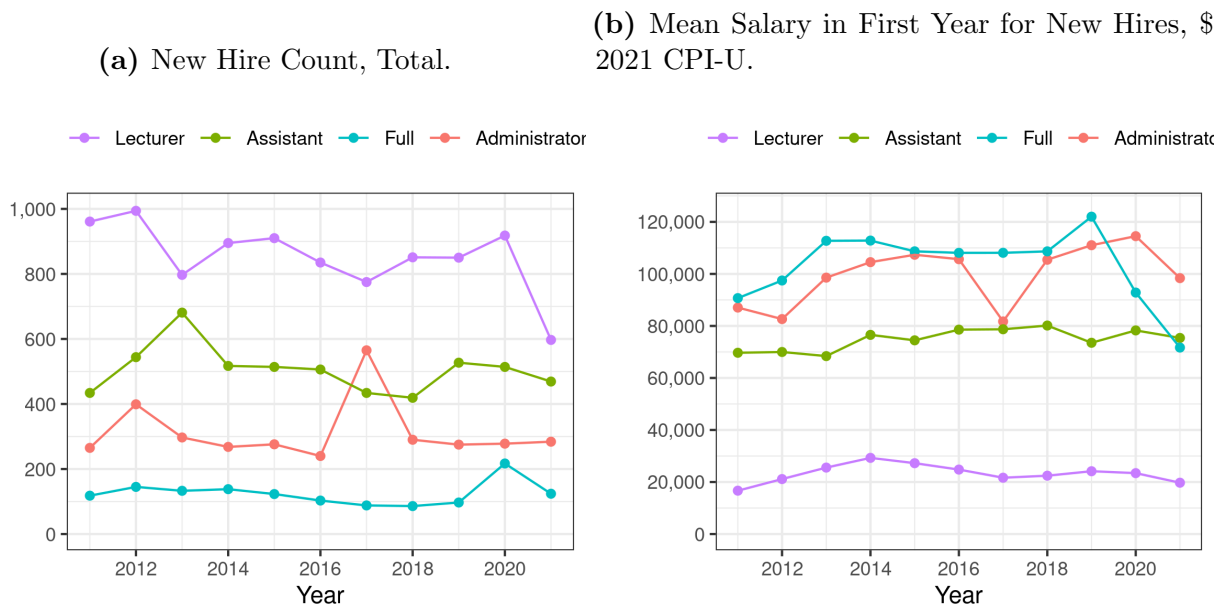 (a) New Hire Count, Total.
(b) Mean Salary in First Year for New Hires, $
2021 CPI-U.
Lecturer Assistant Full Administrator
1,000
800
600
400
200
0
2012 2014 2016 2018 2020
Year
Lecturer Assistant Full Administrato
120,000
100,000
80,000
60,000
40,000
20,000
0
2012 2014 2016 2018 2020
Year